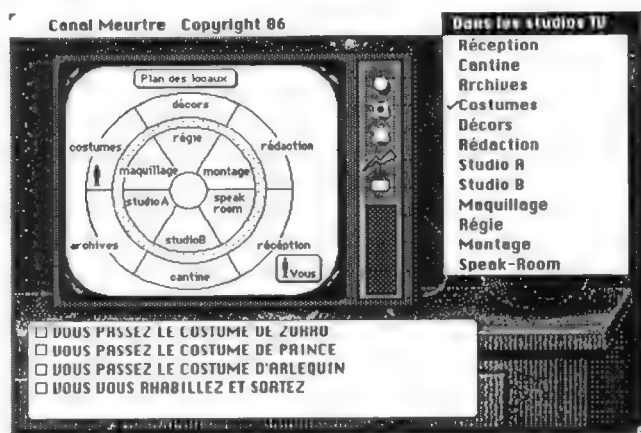 Canal Meurtre Copyright 86
Dans les studios TV
Réception
Cantine
Archives
✓Costumes
Décors
Rédaction
Studio A
Studio B
Maquillage
Régie
Montage
Speak-Room
Plan des locaux
décors
costumes
régie
rédaction
maquillage
montage
studio A
speak
room
archives
studioB
récéption
cantine
Vous
□ VOUS PASSEZ LE COSTUME DE ZORRO
□ VOUS PASSEZ LE COSTUME DE PRINCE
□ VOUS PASSEZ LE COSTUME D'ARLEQUIN
□ VOUS VOUS RHABILLEZ ET SORTEZ